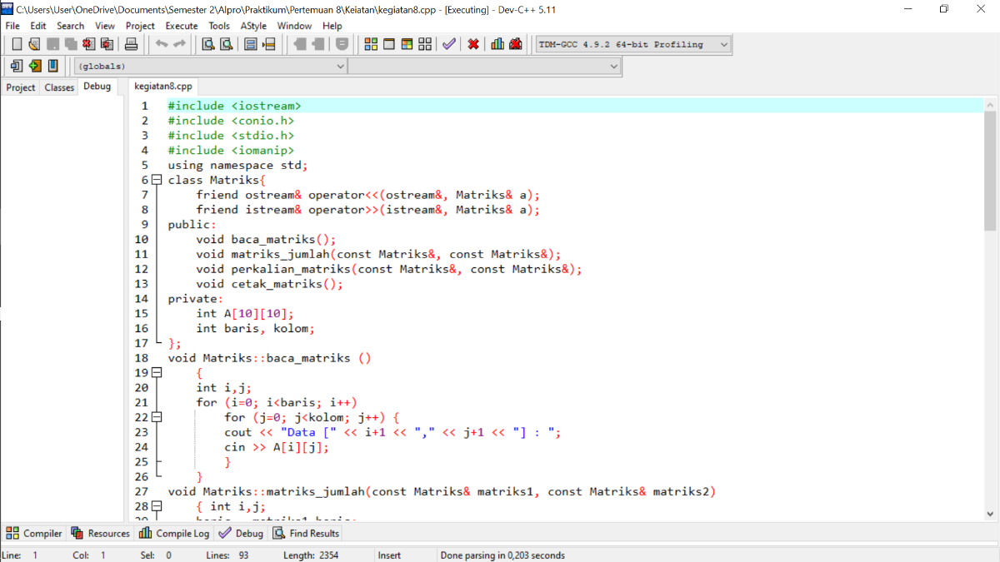 C:\Users\User\OneDrive\Documents\Semester 2\Alpro\Praktikum\Pertemuan 8\Keiatan\kegiatan8.cpp - [Executing] - Dev-C++ 5.11
File Edit Search View Project Execute Tools AStyle Window Help
TDM-GCC 4.9.2 64-bit Profiling
(globals)
Project Classes Debug kegiatan8.cpp
1 #include <iostream>
2 #include <conio.h>
3 #include <stdio.h>
4 #include <iomanip>
5 using namespace std;
6 class Matriks{
7 friend ostream& operator<<(ostream&, Matriks& a);
8 friend istream& operator>>(istream&, Matriks& a);
9 public:
10 void baca_matriks();
11 void matriks_jumlah(const Matriks&, const Matriks&);
12 void perkalian_matriks(const Matriks&, const Matriks&);
13 void cetak_matriks();
14 private:
15 int A[10][10];
16 int baris, kolom;
17 };
18 void Matriks::baca_matriks ()
19 {
20 int i,j;
21 for (i=0; i<baris; i++)
22 for (j=0; j<kolom; j++) {
23 cout << "Data [" << i+1 << "," << j+1 << "] : ";
24 cin >> A[i][j];
25 }
26 }
27 void Matriks::matriks_jumlah(const Matriks& matriks1, const Matriks& matriks2)
28 { int i,j;
Compiler Resources Compile Log Debug Find Results
Line: 1 Col: 1 Sel: 0 Lines: 93 Length: 2354 Insert Done parsing in 0,203 seconds